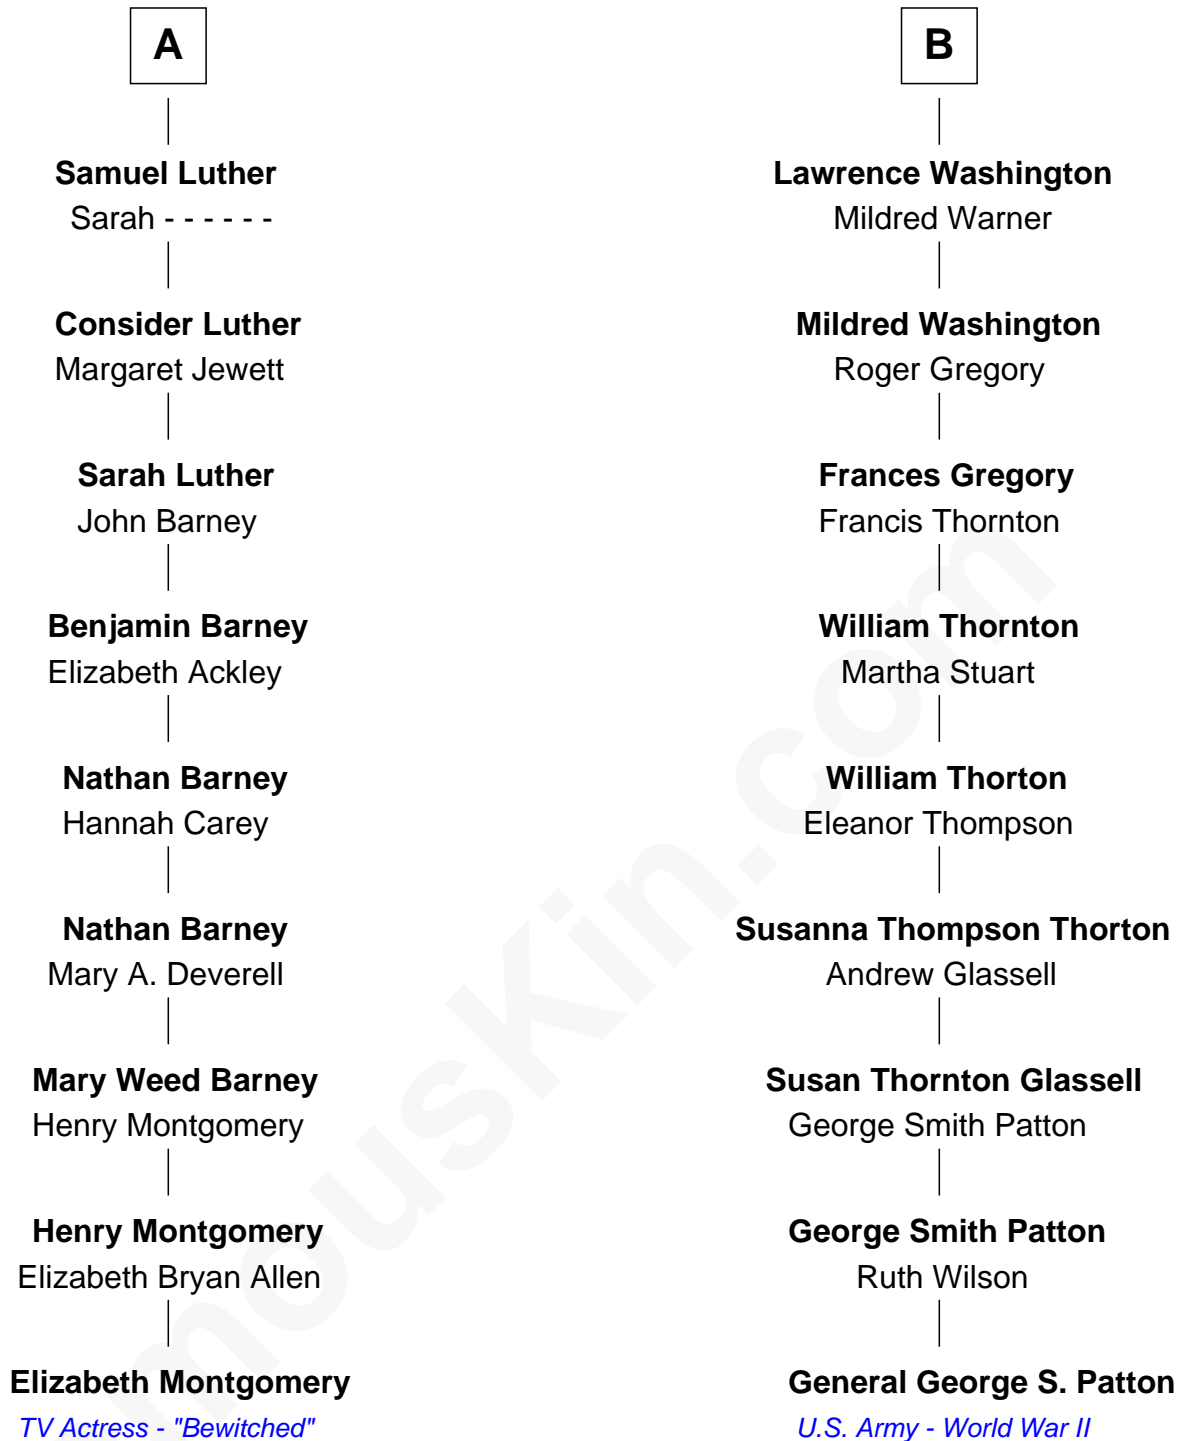 A
Samuel Luther
Sarah - - - - - -
Consider Luther
Margaret Jewett
Sarah Luther
John Barney
Benjamin Barney
Elizabeth Ackley
Nathan Barney
Hannah Carey
Nathan Barney
Mary A. Deverell
Mary Weed Barney
Henry Montgomery
Henry Montgomery
Elizabeth Bryan Allen
Elizabeth Montgomery
TV Actress - "Bewitched"
B
Lawrence Washington
Mildred Warner
Mildred Washington
Roger Gregory
Frances Gregory
Francis Thornton
William Thornton
Martha Stuart
William Thorton
Eleanor Thompson
Susanna Thompson Thorton
Andrew Glassell
Susan Thornton Glassell
George Smith Patton
George Smith Patton
Ruth Wilson
General George S. Patton
U.S. Army - World War II
mousKin.com